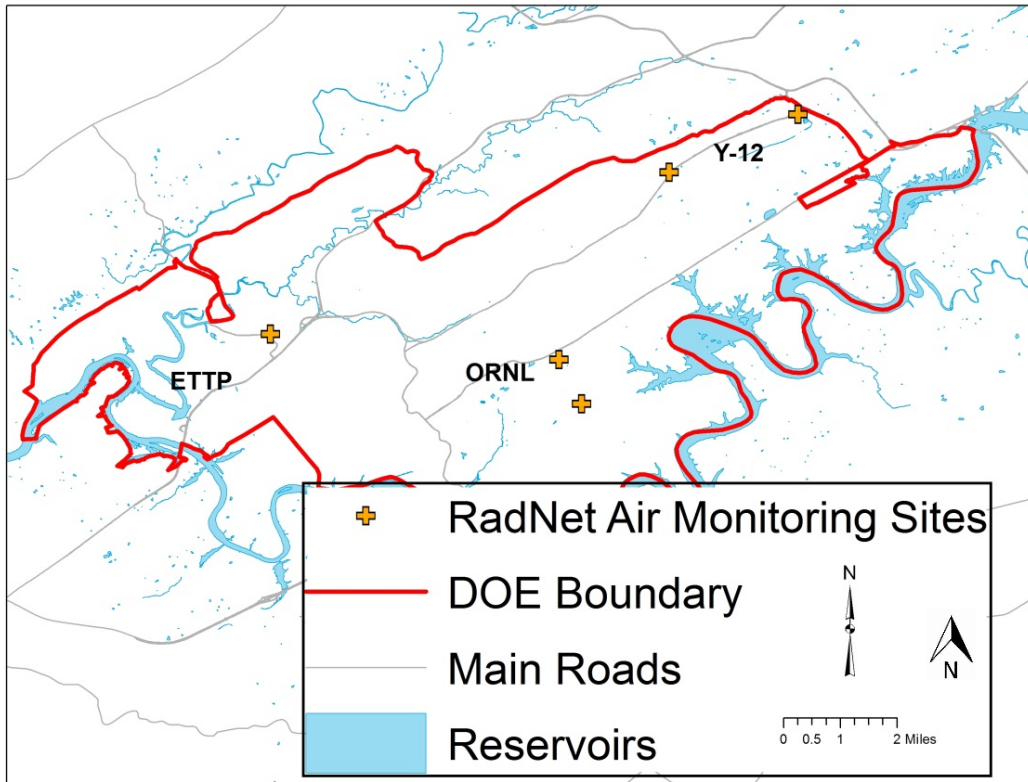 Y-12
ETTP
ORNL
RadNet Air Monitoring Sites
DOE Boundary
Main Roads
Reservoirs
N
N
0 0.5 1 2 Miles